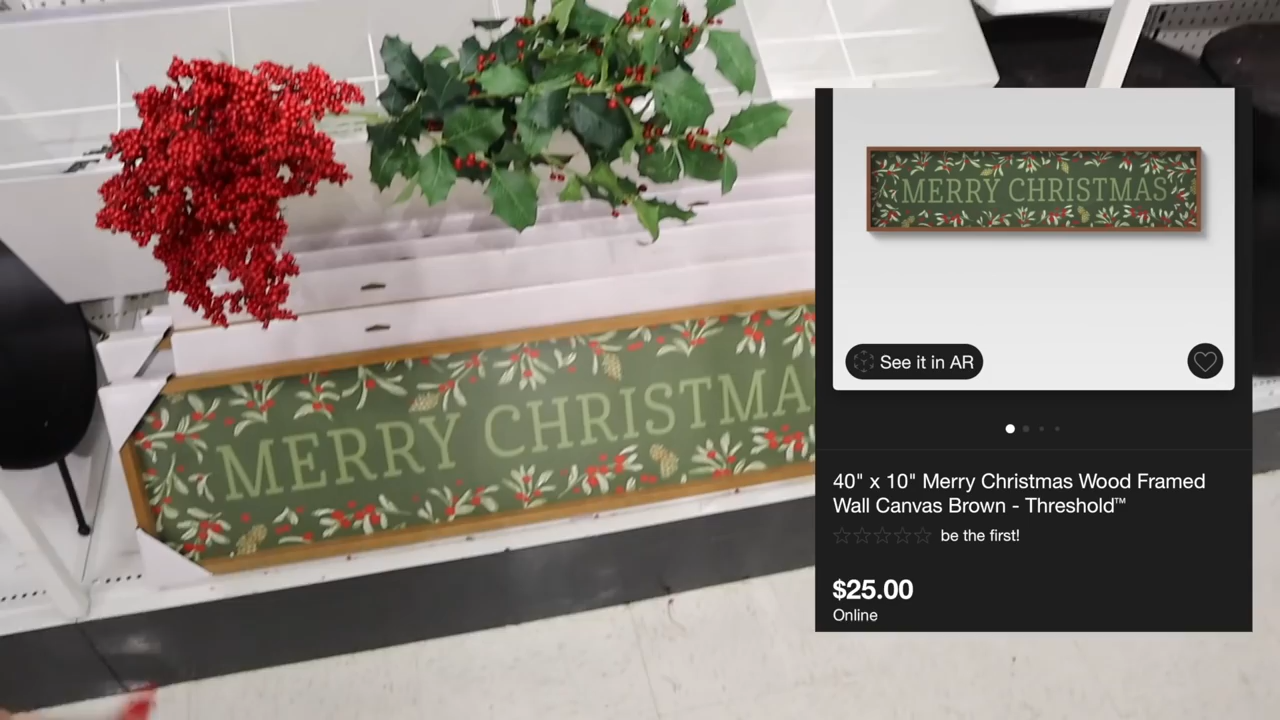 MERRY CHRISTMA
MERRY CHRISTMAS
See it in AR
40" x 10" Merry Christmas Wood Framed
Wall Canvas Brown - Threshold™
be the first!
$25.00
Online